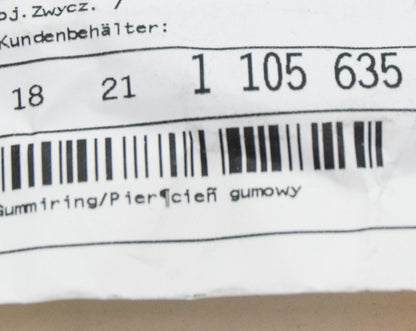 oj.Zwycz. /
Kundenbehälter:
18 21 1 105 635
Gummiring/Pier¶cień gumowy